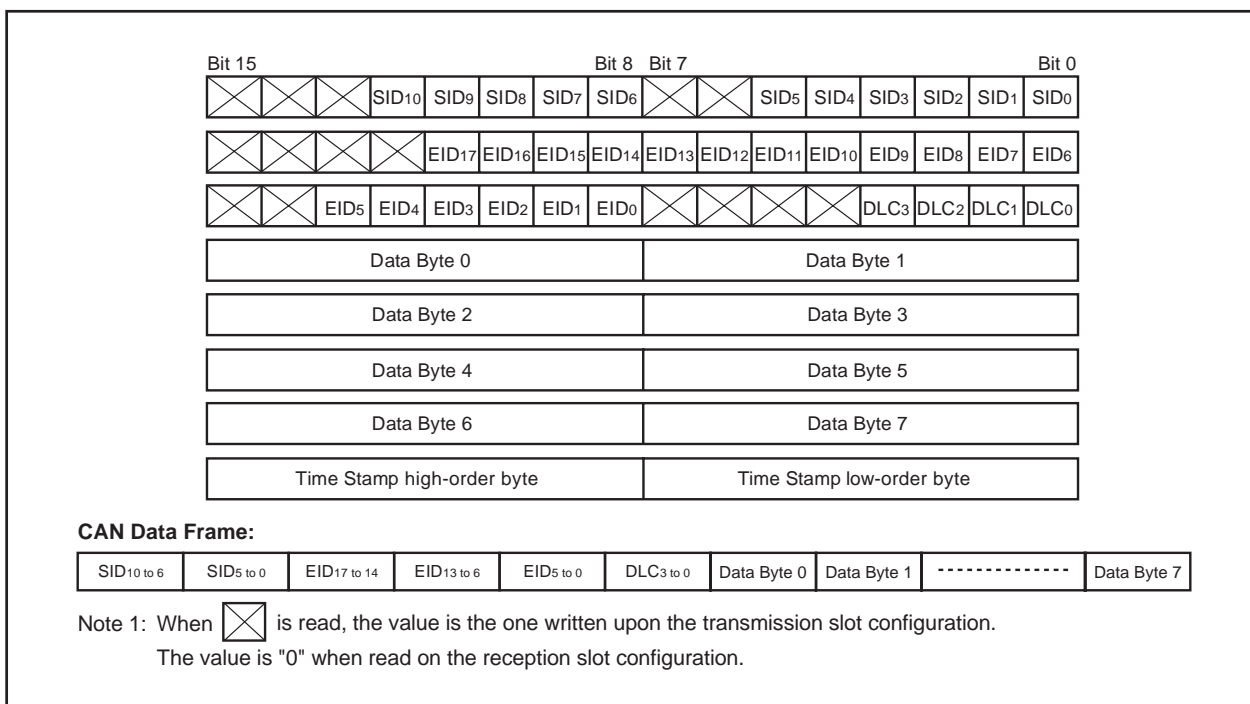 Bit 15 Bit 8 Bit 7 Bit 0
SID10 SID9 SID8 SID7 SID6 SID5 SID4 SID3 SID2 SID1 SID0
EID17 EID16 EID15 EID14 EID13 EID12 EID11 EID10 EID9 EID8 EID7 EID6
EID5 EID4 EID3 EID2 EID1 EID0 DLC3 DLC2 DLC1 DLC0
Data Byte 0 Data Byte 1
Data Byte 2 Data Byte 3
Data Byte 4 Data Byte 5
Data Byte 6 Data Byte 7
Time Stamp high-order byte Time Stamp low-order byte
CAN Data Frame:
SID10 to 6 SID5 to 0 EID17 to 14 EID13 to 6 EID5 to 0 DLC3 to 0 Data Byte 0 Data Byte 1 Data Byte 7
Note 1: When is read, the value is the one written upon the transmission slot configuration.
The value is "0" when read on the reception slot configuration.